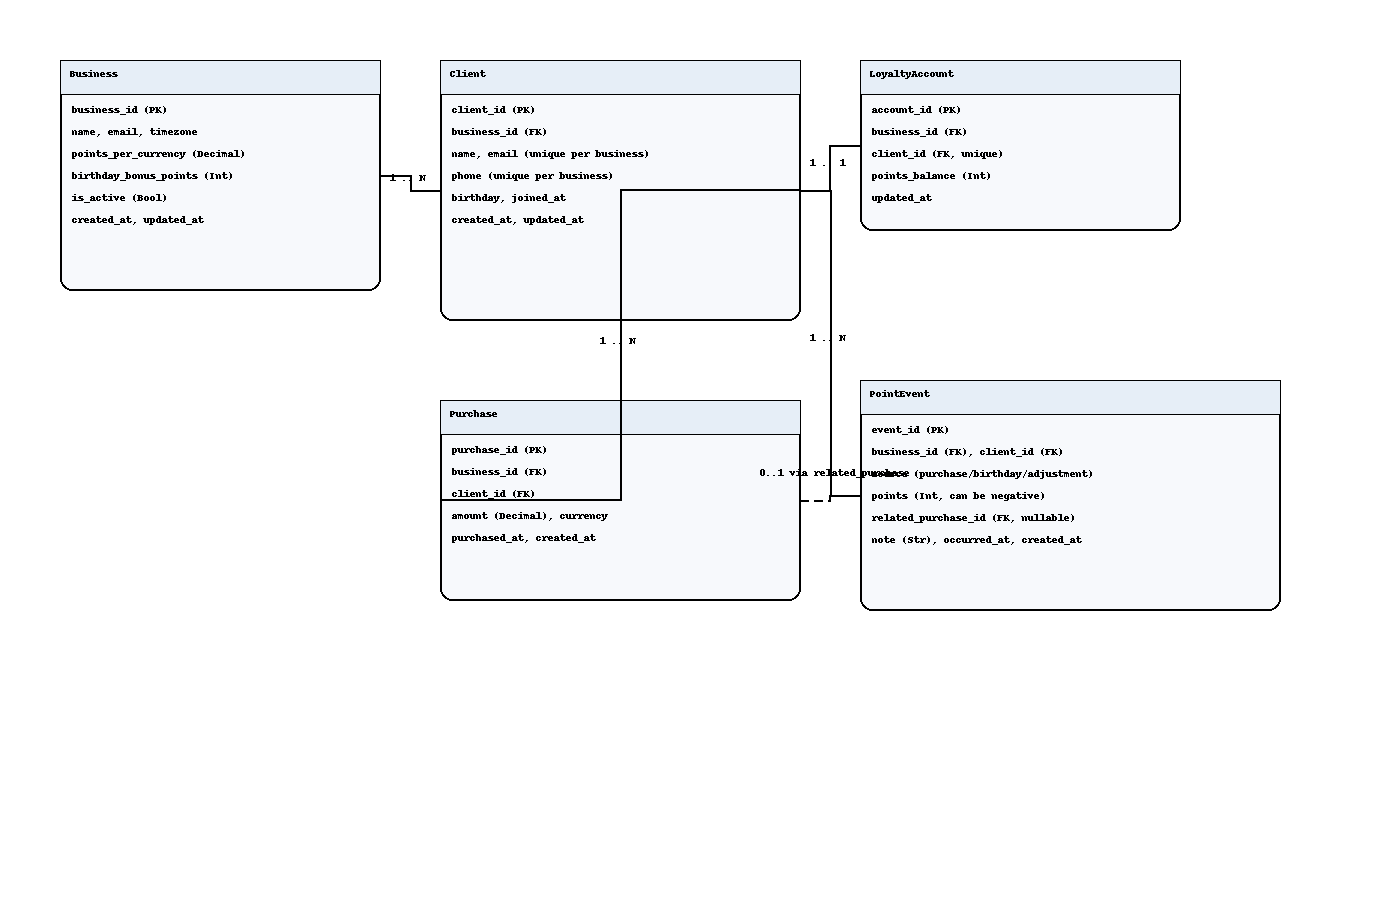 Business
business_id (PK)
name, email, timezone
points_per_currency (Decimal)
birthday_bonus_points (Int)
is_active (Bool)
created_at, updated_at
1 .. N
Client
client_id (PK)
business_id (FK)
name, email (unique per business)
phone (unique per business)
birthday, joined_at
created_at, updated_at
1 .. 1
LoyaltyAccount
account_id (PK)
business_id (FK)
client_id (FK, unique)
points_balance (Int)
updated_at
1 .. N
1 .. N
Purchase
purchase_id (PK)
business_id (FK)
client_id (FK)
amount (Decimal), currency
purchased_at, created_at
0..1 via related_purchase
PointEvent
event_id (PK)
business_id (FK), client_id (FK)
source (purchase/birthday/adjustment)
points (Int, can be negative)
related_purchase_id (FK, nullable)
note (Str), occurred_at, created_at